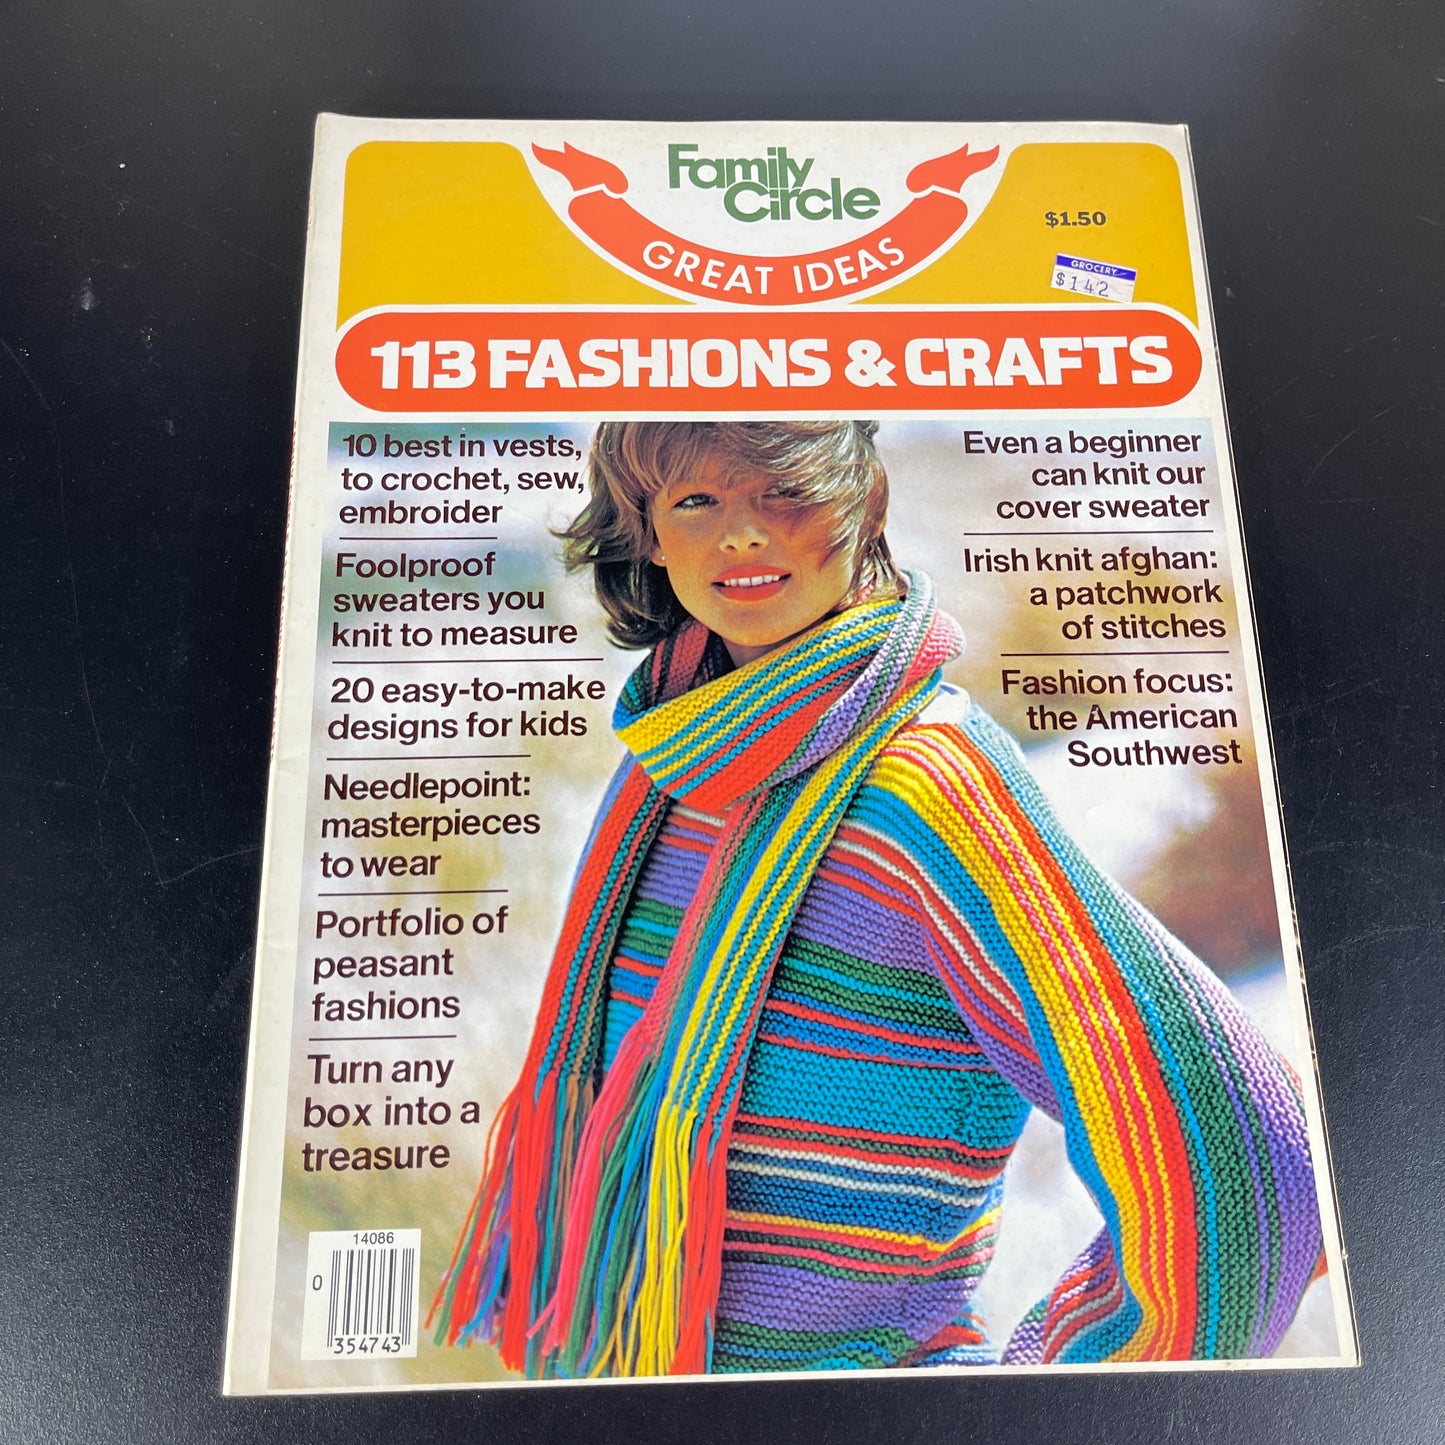 Family
Circle
GREAT IDEAS
$1.50
GROCERY
$142
113 FASHIONS & CRAFTS
10 best in vests,
to crochet, sew,
embroider
Foolproof
sweaters you
knit to measure
20 easy-to-make
designs for kids
Needlepoint:
masterpieces
to wear
Portfolio of
peasant
fashions
Turn any
box into a
treasure
Even a beginner
can knit our
cover sweater
Irish knit afghan:
a patchwork
of stitches
Fashion focus:
the American
Southwest
14086
0
354743